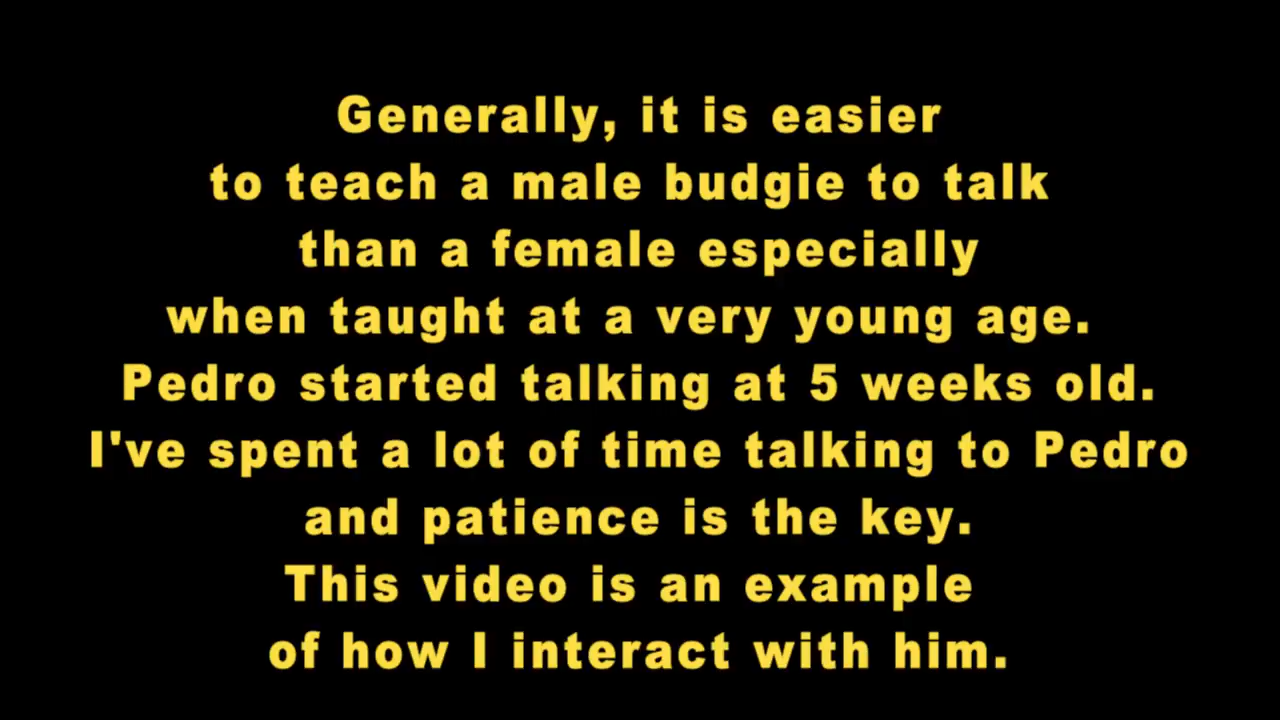 Generally, it is easier
to teach a male budgie to talk
than a female especially
when taught at a very young age.
Pedro started talking at 5 weeks old.
I've spent a lot of time talking to Pedro
and patience is the key.
This video is an example
of how I interact with him.